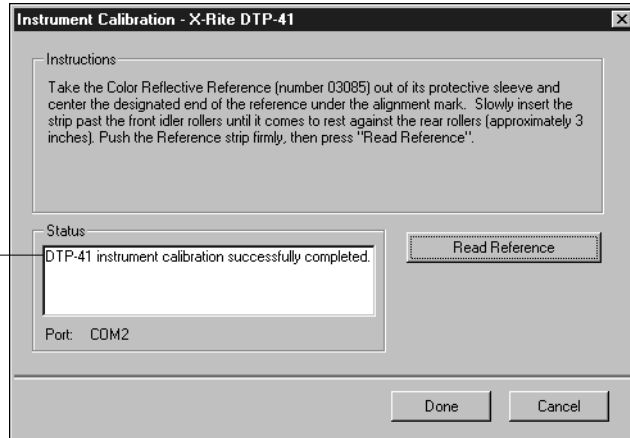 Instrument Calibration - X-Rite DTP-41
Instructions
Take the Color Reflective Reference (number 03085) out of its protective sleeve and
center the designated end of the reference under the alignment mark.  Slowly insert the
strip past the front idler rollers until it comes to rest against the rear rollers (approximately 3
inches). Push the Reference strip firmly, then press "Read Reference".
Status
DTP-41 instrument calibration successfully completed.
Read Reference
Port: COM2
Done
Cancel